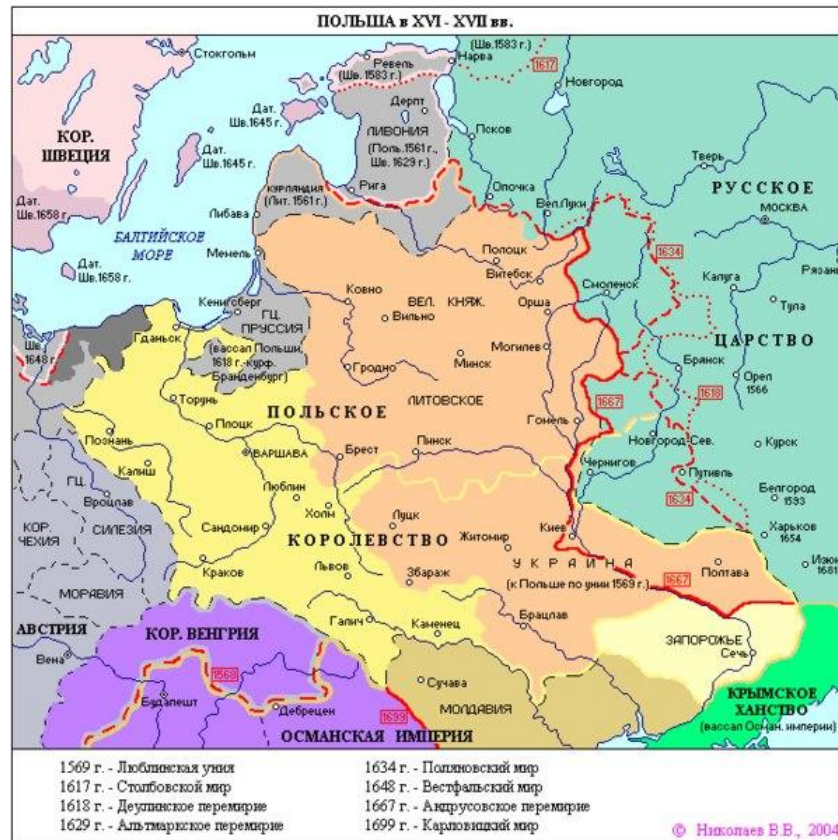 ПОЛЬША в XVI - XVII вв.
Стокгольм
Ревель
(Шв. 1583 г.)
(Шв.1583 г.)
Нарва
1617
Новгород
Дат.
Шв.1645 г.
Дерпт
ЛИВОНИЯ
(Поль.1561 г.,
Шв. 1629 г.)
Псков
КОР.
ШВЕЦИЯ
Дат.
Шв.1645 г.
Тверь
КУРЛЯНДИЯ
(Лит. 1561 г.)
Рига
Опочка
Вел.Луки
РУССКОЕ
МОСКВА
Дат.
Шв.1658 г.
Либава
БАЛТИЙСКОЕ
МОРЕ
Мемель
Полоцк
Витебск
1634
Дат.
Шв.1658 г.
Смоленск
Калуга
Рязань
Кенигсберг
Ковно
ВЕЛ. КНЯЖ.
Вильно
Орша
Тула
Шв.
1648 г.
Гданьск
ГЦ.
ПРУССИЯ
(вассал Польши,
1618 г.-курф.
Бранденбург)
Могилев
ЦАРСТВО
Минск
Гродно
Брянск
Орел
1566
Торунь
ПОЛЬСКОЕ
ЛИТОВСКОЕ
1667
1618
Плоцк
Гомель
Познань
ВАРШАВА
Брест
Пинск
Новгород-Сев.
Курск
Калиш
Чернигов
Путивль
ГЦ.
Вроцлав
Люблин
Холм
Белгород
1593
СИЛЕЗИЯ
КОР.
ЧЕХИЯ
Сандомир
Луцк
Киев
1634
КОРОЛЕВСТВО
Житомир
Харьков
1654
Краков
Львов
Збараж
УКРАИНА
(к Польше по унии 1569 г.)
1667
Полтава
Изюм
1681
МОРАВИЯ
Галич
Каменец
Брацлав
АВСТРИЯ
Вена
КОР. ВЕНГРИЯ
ЗАПОРОЖЬЕ
Сечь
1568
Будапешт
Дебрецен
Сучава
МОЛДАВИЯ
1699
КРЫМСКОЕ
ХАНСТВО
(вассал Осман. империи)
ОСМАНСКАЯ ИМПЕРИЯ
1569 г. - Люблинская уния
1617 г. - Столбовской мир
1618 г. - Деулинское перемирие
1629 г. - Альтмаркское перемирие
1634 г. - Поляновский мир
1648 г. - Вестфальский мир
1667 г. - Андрусовское перемирие
1699 г. - Карловицкий мир
© Николаев В.В., 2004